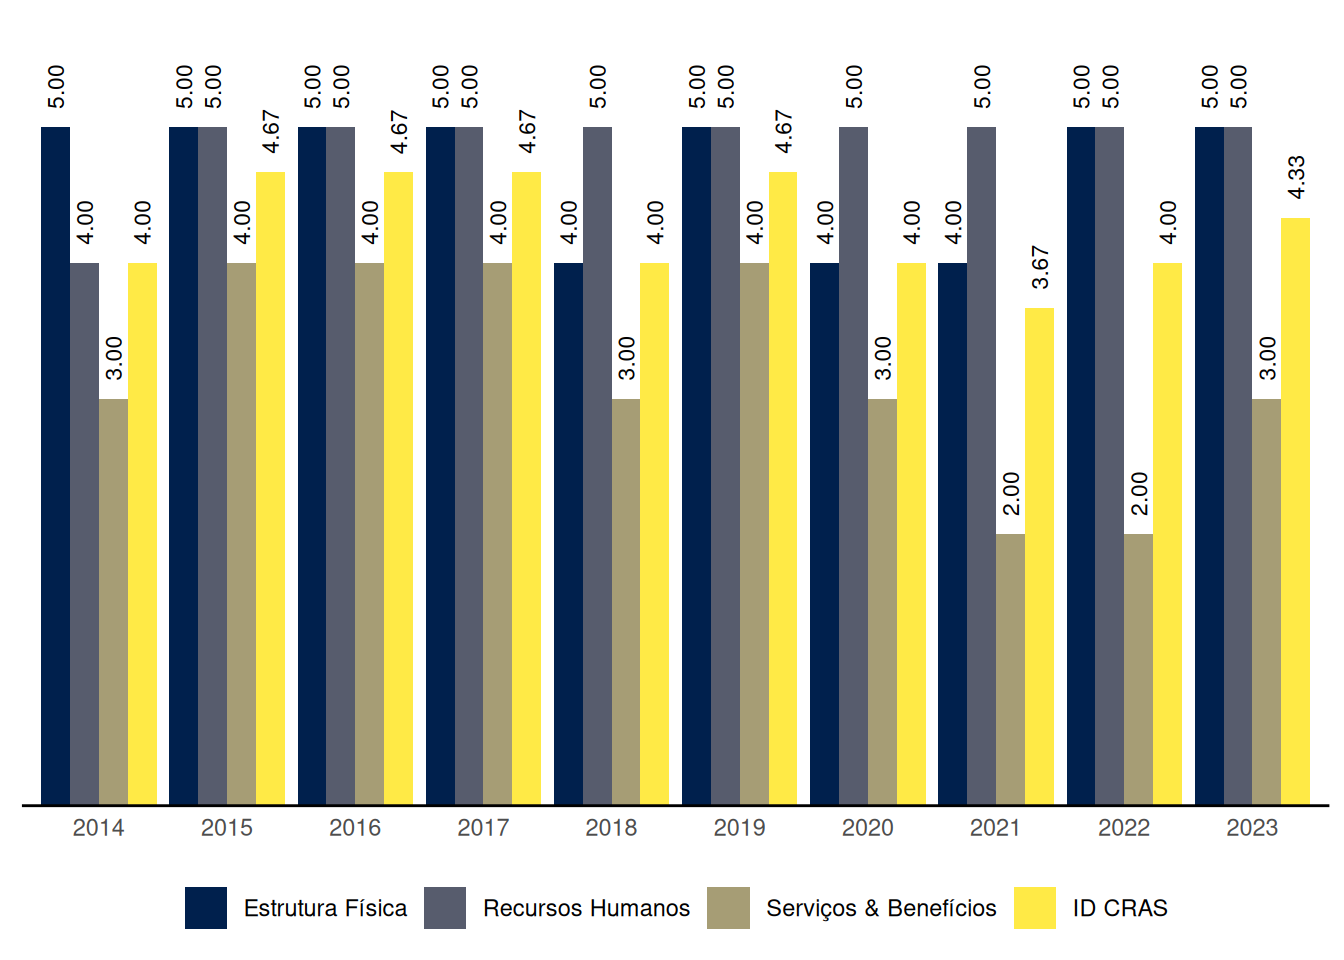 5.00 5.00 5.00 5.00 5.00 5.00 5.00 5.00 5.00 5.00 5.00 5.00 5.00 5.00 5.00 5.00
4.67 4.67 4.67 4.67
4.33
4.00 4.00 4.00 4.00 4.00 4.00 4.00 4.00 4.00 4.00 4.00 4.00
3.67
3.00 3.00 3.00 3.00
2.00 2.00
2014 2015 2016 2017 2018 2019 2020 2021 2022 2023
Estrutura Física Recursos Humanos Serviços & Benefícios ID CRAS